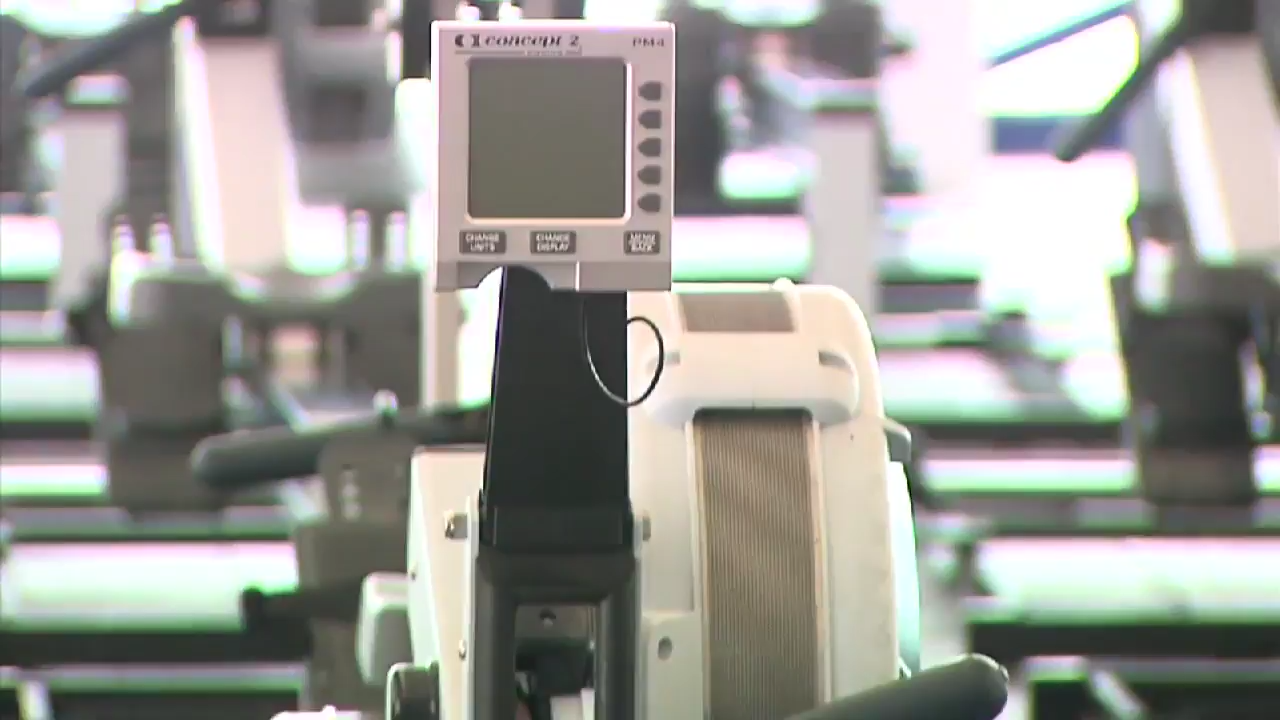 concept 2
PM4
CHANGE
UNITS
CHANGE
DISPLAY
MENU
BACK